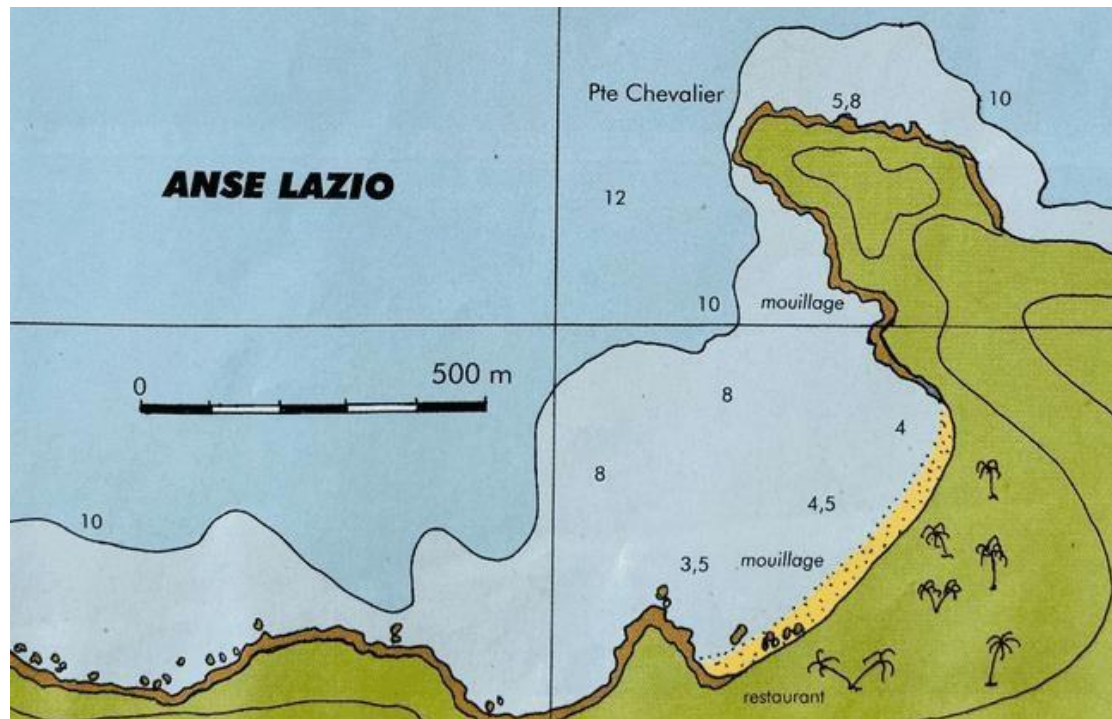 Pte Chevalier
5,8
10
ANSE LAZIO
12
10
mouillage
0
500 m
8
4
8
4,5
10
3,5
mouillage
restaurant